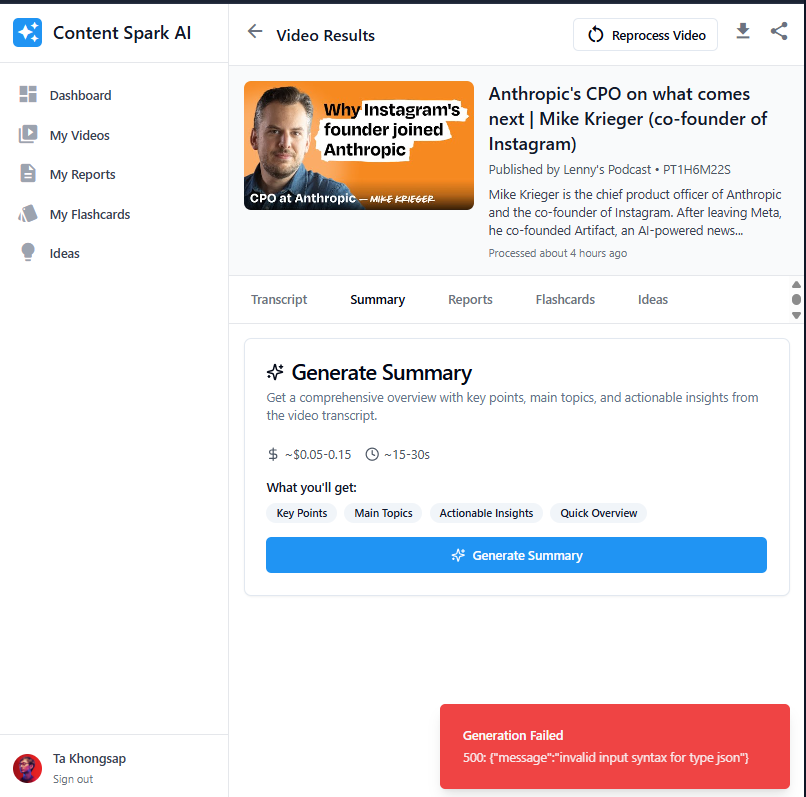 Content Spark AI
Dashboard
My Videos
My Reports
My Flashcards
Ideas
Ta Khongsap
Sign out
Video Results
Reprocess Video
Why Instagram's
founder joined
Anthropic
CPO at Anthropic — MIKE KRIEGER
Anthropic's CPO on what comes
next | Mike Krieger (co-founder of
Instagram)
Published by Lenny's Podcast • PT1H6M22S
Mike Krieger is the chief product officer of Anthropic
and the co-founder of Instagram. After leaving Meta,
he co-founded Artifact, an AI-powered news...
Processed about 4 hours ago
Transcript
Summary
Reports
Flashcards
Ideas
Generate Summary
Get a comprehensive overview with key points, main topics, and actionable insights from
the video transcript.
~$0.05-0.15
~15-30s
What you'll get:
Key Points
Main Topics
Actionable Insights
Quick Overview
Generate Summary
Generation Failed
500: {"message":"invalid input syntax for type json"}